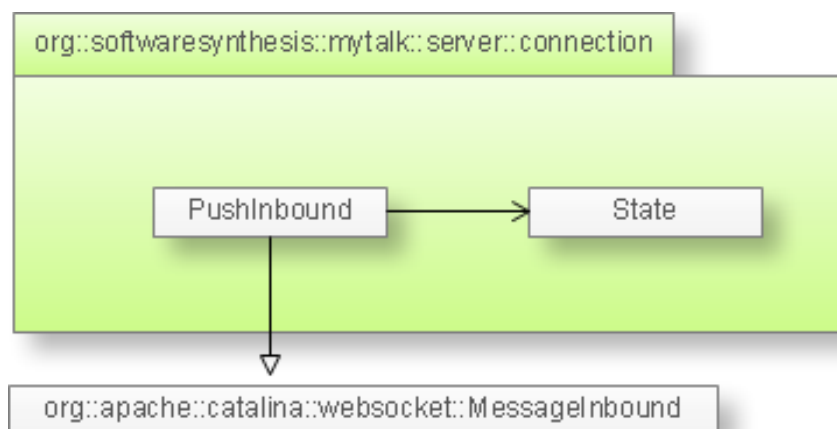 org::softwaresynthesis::mytalk::server::connection
PushInbound
State
org::apache::catalina::websocket::MessageInbound